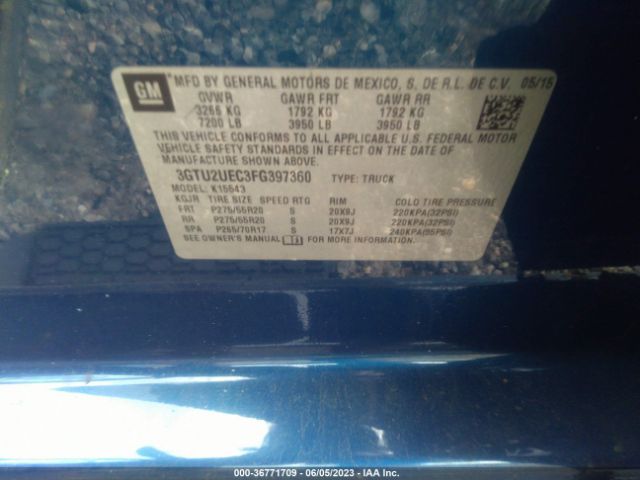 GM
MFD BY GENERAL MOTORS DE MEXICO, S. DE R.L. DE C.V. 05/15
GVWR GAWR FRT GAWR RR
3266 KG 1792 KG 1792 KG
7200 LB 3950 LB 3950 LB
THIS VEHICLE CONFORMS TO ALL APPLICABLE U.S. FEDERAL MOTOR
VEHICLE SAFETY STANDARDS IN EFFECT ON THE DATE OF
MANUFACTURE SHOWN ABOVE.
3GTU2UEC3FG397360 TYPE: TRUCK
MODEL: K15543
KGJR TIRE SIZE SPEED RTG RIM COLD TIRE PRESSURE
FRT P275/55R20 S 20X9J 220KPA(32PSI)
RR P275/55R20 S 20X9J 220KPA(32PSI)
SPA P265/70R17 S 17X7J 240KPA(35PSI)
SEE OWNER'S MANUAL FOR MORE INFORMATION.
000-36771709 - 06/05/2023 - IAA Inc.